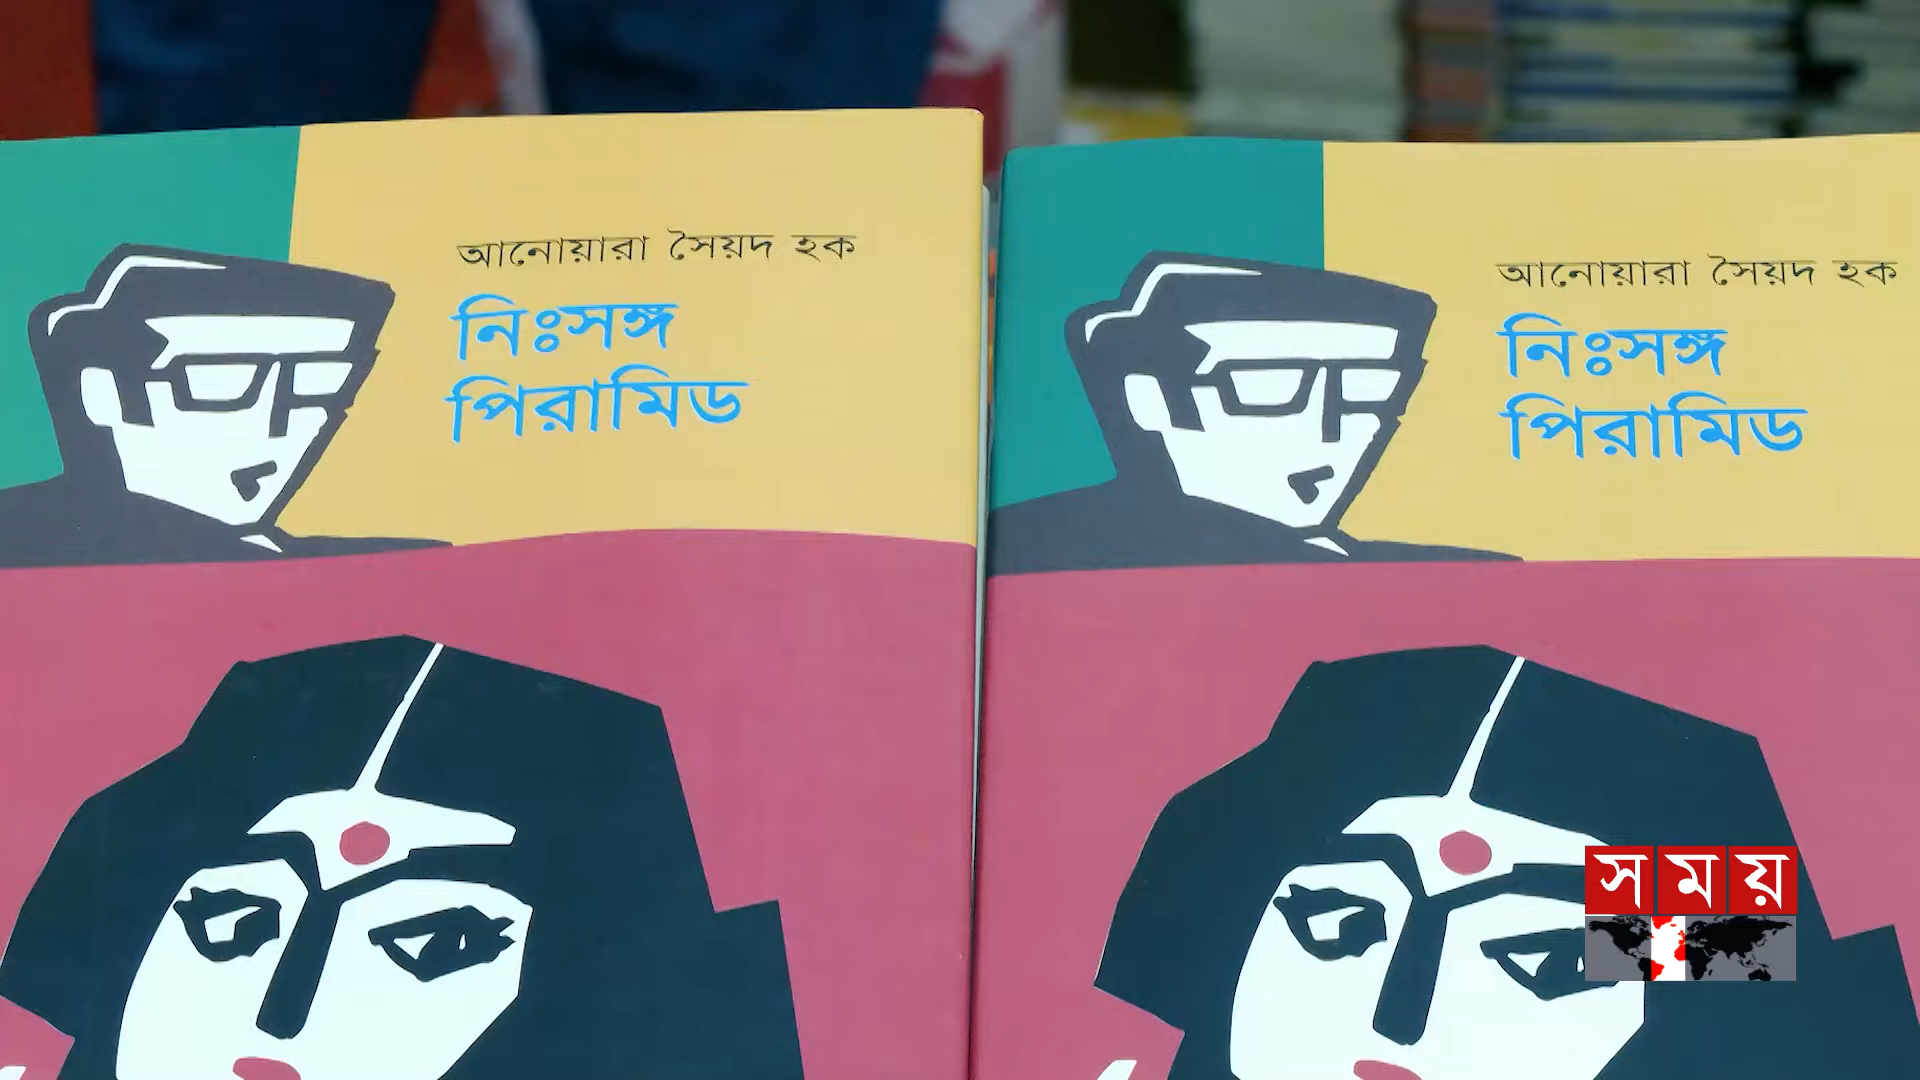 আনোয়ারা সৈয়দ হক
নিঃসঙ্গ
পিরামিড
আনোয়ারা সৈয়দ হক
নিঃসঙ্গ
পিরামিড
সময়